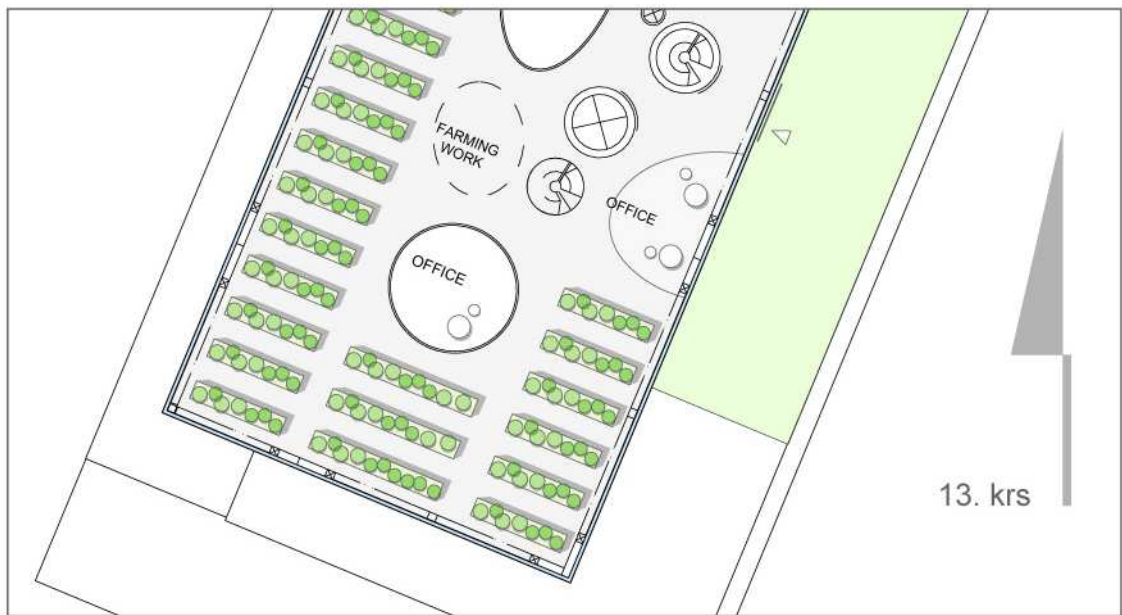 FARMING
WORK
OFFICE
OFFICE
13. krs